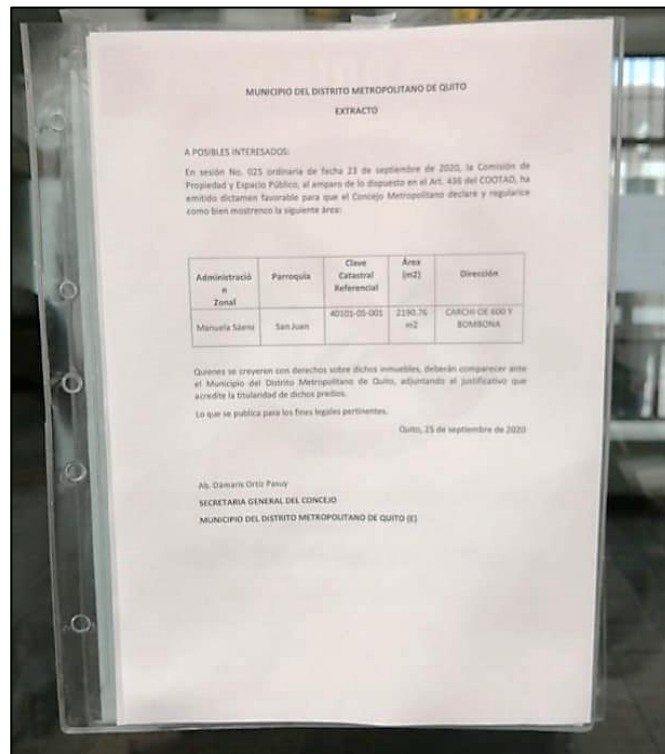 MUNICIPIO DEL DISTRITO METROPOLITANO DE QUITO
EXTRACTO
A POSIBLES INTERESADOS:
En sesión No. 025 ordinaria de fecha 23 de septiembre de 2020, la Comisión de
Propiedad y Espacio Público, al amparo de lo dispuesto en el Art. 436 del COOTAD, ha
emitido dictamen favorable para que el Concejo Metropolitano declare y regularice
como bien mostrenco la siguiente área:
Administració
n
Zonal
Parroquia
Clave
Catastral
Referencial
Área
(m2)
Dirección
Manuela Sáenz
San Juan
40101-05-001
2190.76
m2
CARCHI OE 600 Y
BOMBONA
Quienes se creyeren con derechos sobre dichos inmuebles, deberán comparecer ante
el Municipio del Distrito Metropolitano de Quito, adjuntando el justificativo que
acredite la titularidad de dichos predios.
Lo que se publica para los fines legales pertinentes.
Quito, 25 de septiembre de 2020
Ab. Damaris Ortiz Pasuy
SECRETARIA GENERAL DEL CONCEJO
MUNICIPIO DEL DISTRITO METROPOLITANO DE QUITO (E)